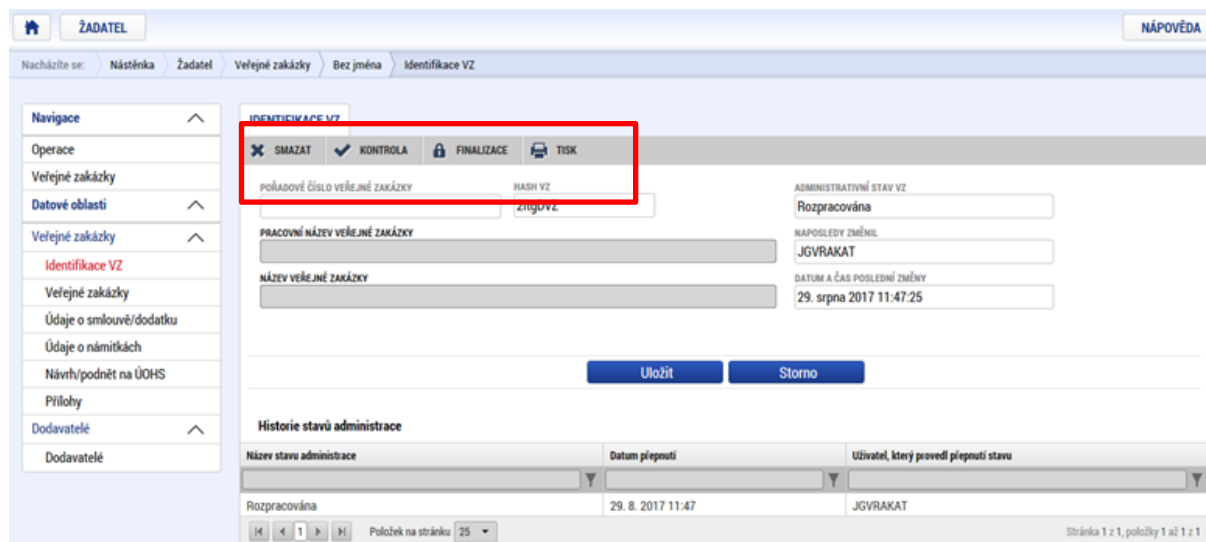 ŽADATEL
NÁPOVĚDA
Nacházíte se: Nástěnka Žadatel Veřejné zakázky Bez jména Identifikace VZ
Navigace
Operace
Veřejné zakázky
Datové oblasti
Veřejné zakázky
Identifikace VZ
Veřejné zakázky
Údaje o smlouvě/dodatku
Údaje o námitkách
Návrh/podnět na ÚOHS
Přílohy
Dodavatelé
Dodavatelé
IDENTIFIKACE VZ
SMAZAT KONTROLA FINALIZACE TISK
POŘADOVÉ ČÍSLO VEŘEJNÉ ZAKÁZKY
HASH VZ
ADMINISTRATIVNÍ STAV VZ
Rozpracována
PRACOVNÍ NÁZEV VEŘEJNÉ ZAKÁZKY
NAPOSLEDY ZMĚNIL
JGVRAKAT
NÁZEV VEŘEJNÉ ZAKÁZKY
DATUM A ČAS POSLEDNÍ ZMĚNY
29. srpna 2017 11:47:25
Uložit Storno
Historie stavů administrace
Název stavu administrace Datum přepnutí Uživatel, který provedl přepnutí stavu
Rozpracována 29. 8. 2017 11:47 JGVRAKAT
1 Položek na stránku 25 Stránka 1 z 1, položky 1 až 1 z 1